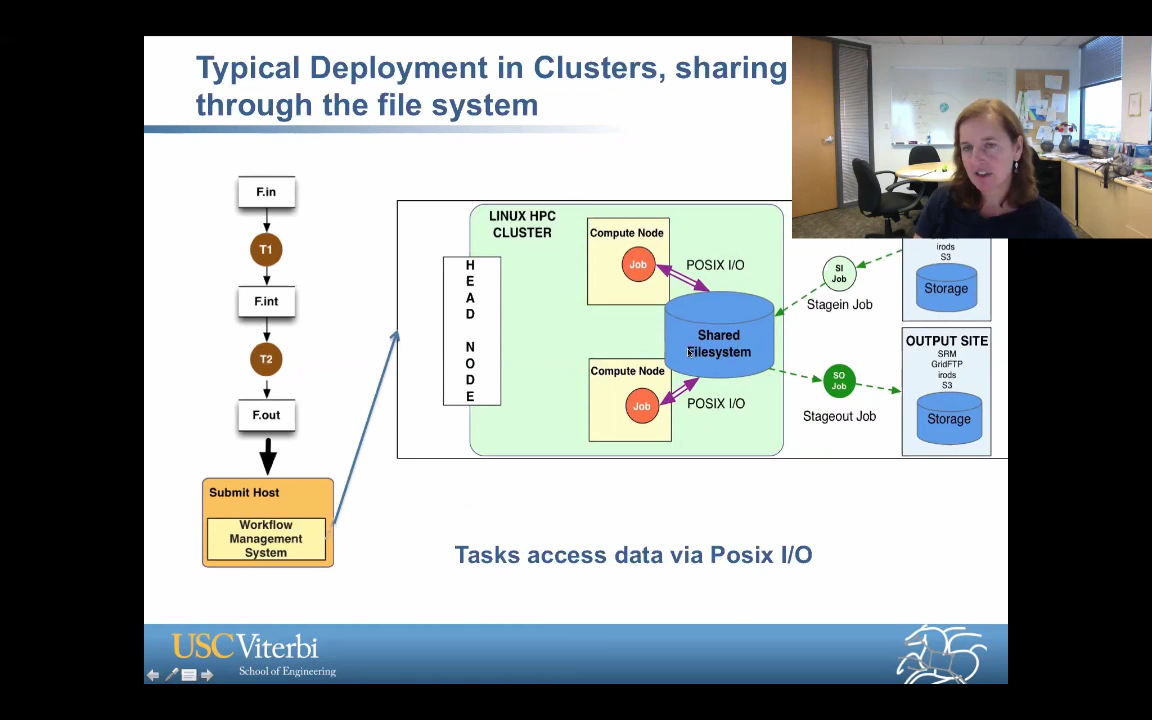 Typical Deployment in Clusters, sharing
through the file system
F.in
T1
F.int
T2
F.out
Submit Host
Workflow
Management
System
LINUX HPC
CLUSTER
HEAD NODE
Compute Node
Job
POSIX I/O
Shared
Filesystem
Compute Node
Job
POSIX I/O
SI
Job
Stagein Job
SO
Job
Stageout Job
irods
S3
Storage
OUTPUT SITE
SRM
GridFTP
irods
S3
Storage
Tasks access data via Posix I/O
USC Viterbi
School of Engineering